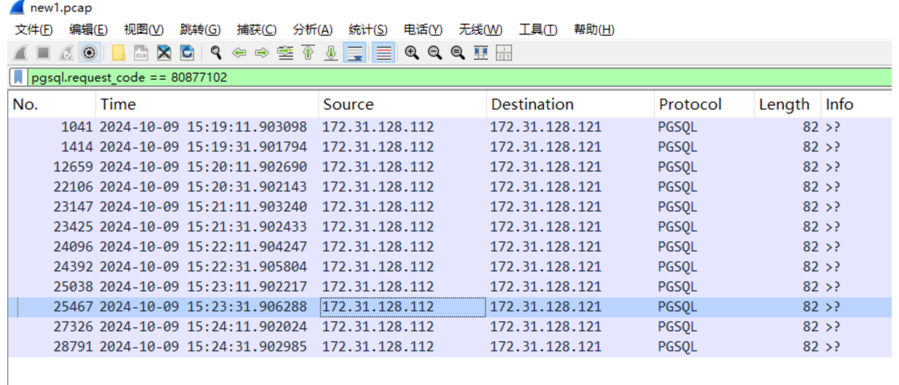 new1.pcap
文件(F) 编辑(E) 视图(V) 跳转(G) 捕获(C) 分析(A) 统计(S) 电话(Y) 无线(W) 工具(T) 帮助(H)
pgsql.request_code == 80877102
No. Time Source Destination Protocol Length Info
1041 2024-10-09 15:19:11.903098 172.31.128.112 172.31.128.121 PGSQL 82 >?
1414 2024-10-09 15:19:31.901794 172.31.128.112 172.31.128.121 PGSQL 82 >?
12659 2024-10-09 15:20:11.902690 172.31.128.112 172.31.128.121 PGSQL 82 >?
22106 2024-10-09 15:20:31.902143 172.31.128.112 172.31.128.121 PGSQL 82 >?
23147 2024-10-09 15:21:11.903240 172.31.128.112 172.31.128.121 PGSQL 82 >?
23425 2024-10-09 15:21:31.902433 172.31.128.112 172.31.128.121 PGSQL 82 >?
24096 2024-10-09 15:22:11.904247 172.31.128.112 172.31.128.121 PGSQL 82 >?
24392 2024-10-09 15:22:31.905804 172.31.128.112 172.31.128.121 PGSQL 82 >?
25038 2024-10-09 15:23:11.902217 172.31.128.112 172.31.128.121 PGSQL 82 >?
25467 2024-10-09 15:23:31.906288 172.31.128.112 172.31.128.121 PGSQL 82 >?
27326 2024-10-09 15:24:11.902024 172.31.128.112 172.31.128.121 PGSQL 82 >?
28791 2024-10-09 15:24:31.902985 172.31.128.112 172.31.128.121 PGSQL 82 >?